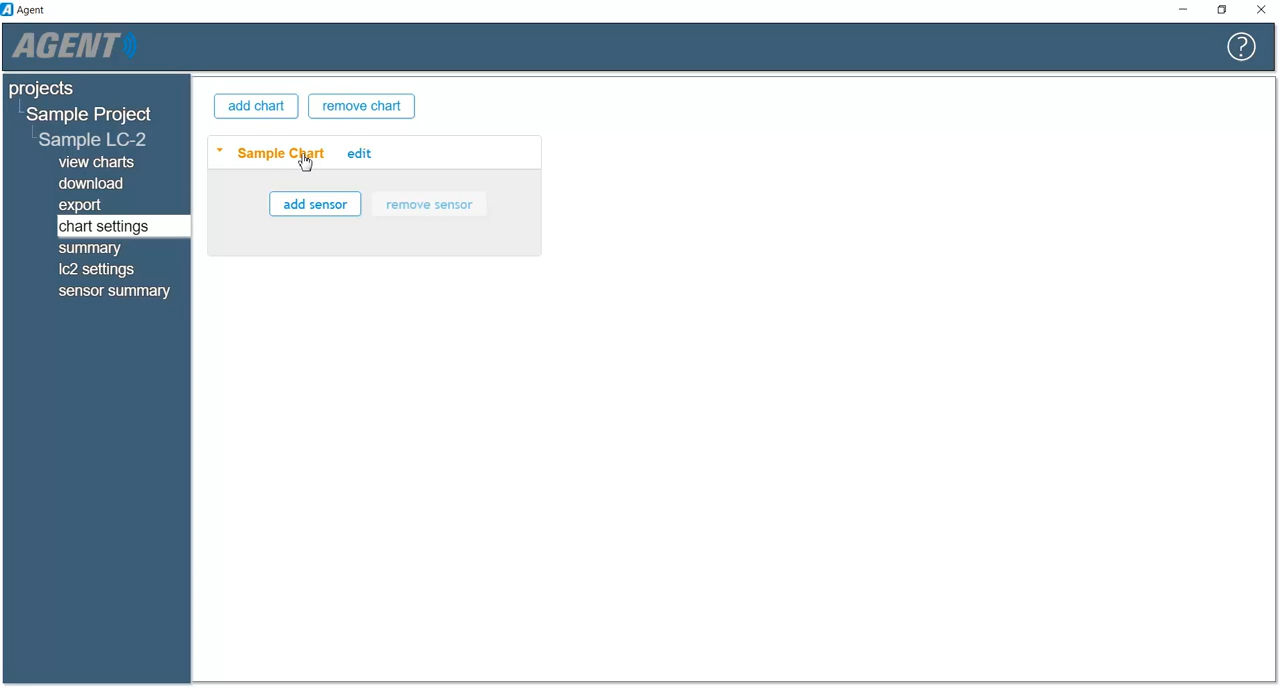 Agent
AGENT
?
projects
Sample Project
Sample LC-2
view charts
download
export
chart settings
summary
lc2 settings
sensor summary
add chart remove chart
Sample Chart edit
add sensor remove sensor